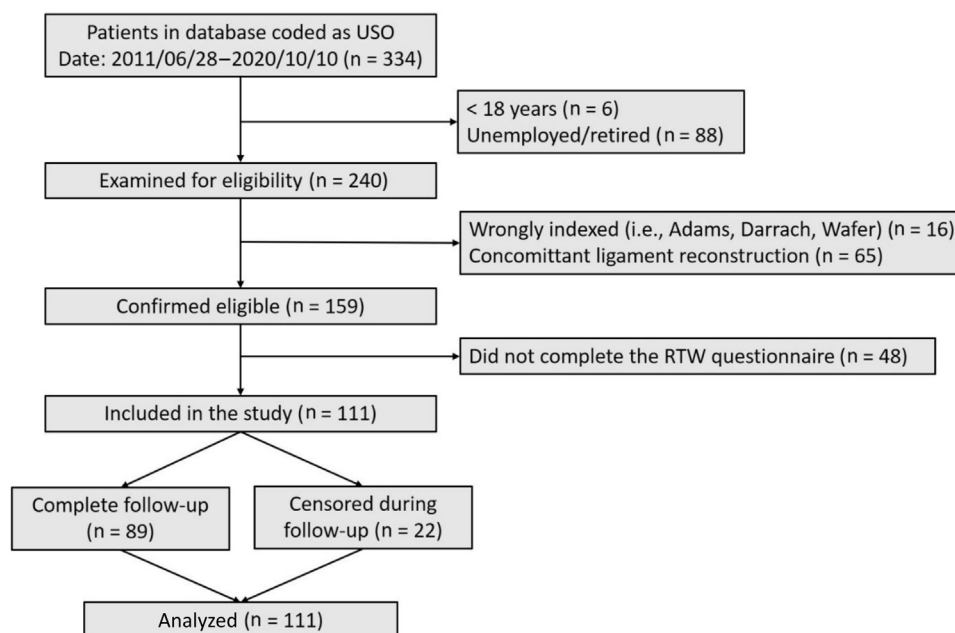 Patients in database coded as USO
Date: 2011/06/28–2020/10/10 (n = 334)
< 18 years (n = 6)
Unemployed/retired (n = 88)
Examined for eligibility (n = 240)
Wrongly indexed (i.e., Adams, Darrach, Wafer) (n = 16)
Concomittant ligament reconstruction (n = 65)
Confirmed eligible (n = 159)
Did not complete the RTW questionnaire (n = 48)
Included in the study (n = 111)
Complete follow-up
(n = 89)
Censored during
follow-up (n = 22)
Analyzed (n = 111)